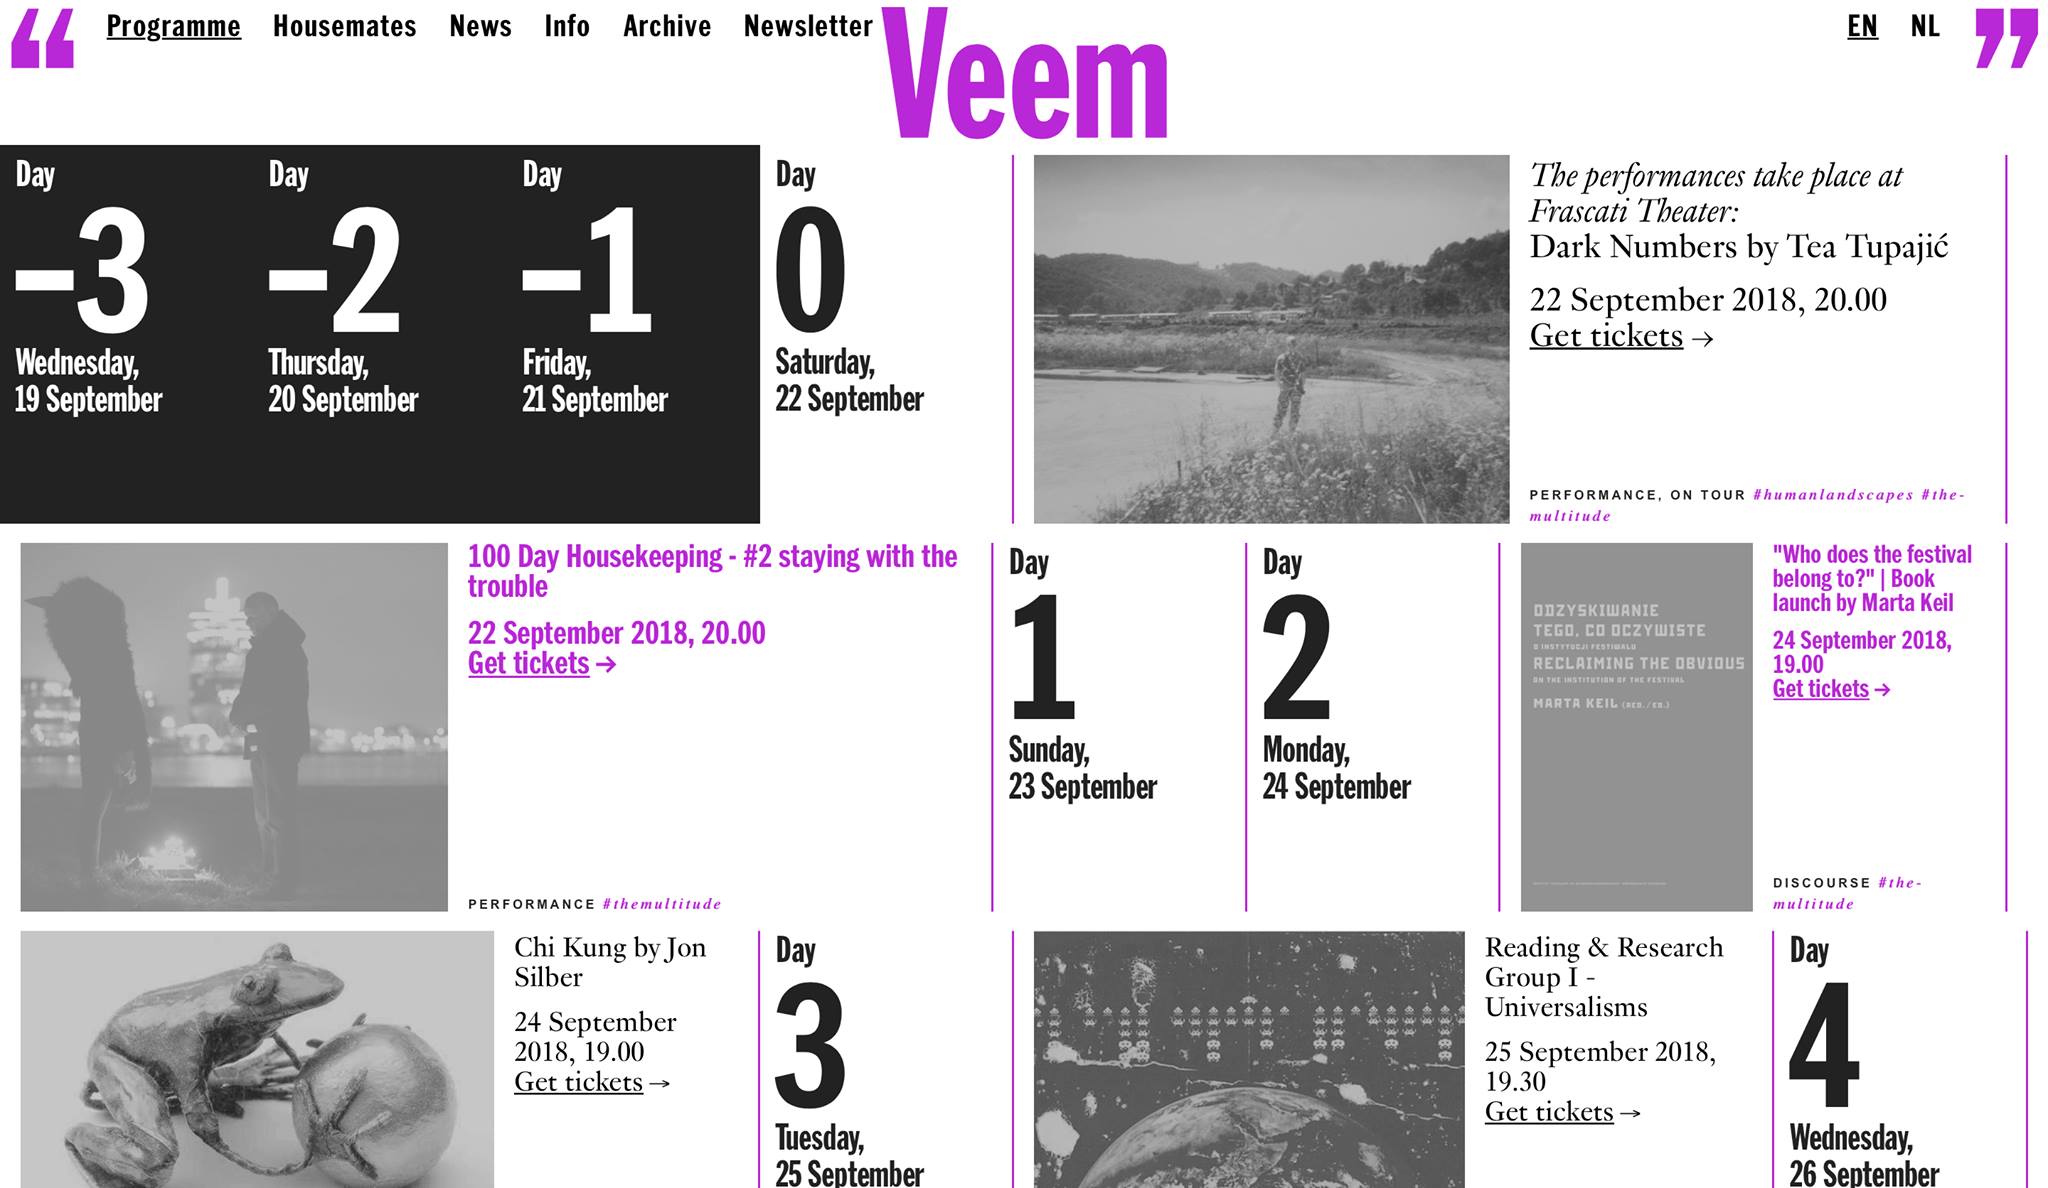 “ Programme Housemates News Info Archive Newsletter Veem EN NL ”
Day
–3
Wednesday,
19 September
Day
–2
Thursday,
20 September
Day
–1
Friday,
21 September
Day
0
Saturday,
22 September
The performances take place at
Frascati Theater:
Dark Numbers by Tea Tupajić
22 September 2018, 20.00
Get tickets →
PERFORMANCE, ON TOUR #humanlandscapes #the-
multitude
100 Day Housekeeping - #2 staying with the
trouble
22 September 2018, 20.00
Get tickets →
PERFORMANCE #themultitude
Day
1
Sunday,
23 September
Day
2
Monday,
24 September
ODZYSKIWANIE
TEGO, CO OCZYWISTE
O INSTYTUCJI FESTIWALU
RECLAIMING THE OBVIOUS
ON THE INSTITUTION OF THE FESTIVAL
MARTA KEIL (RED./ED.)
"Who does the festival
belong to?" | Book
launch by Marta Keil
24 September 2018,
19.00
Get tickets →
DISCOURSE #the-
multitude
Chi Kung by Jon
Silber
24 September
2018, 19.00
Get tickets →
Day
3
Tuesday,
25 September
Reading & Research
Group I -
Universalisms
25 September 2018,
19.30
Get tickets →
Day
4
Wednesday,
26 September